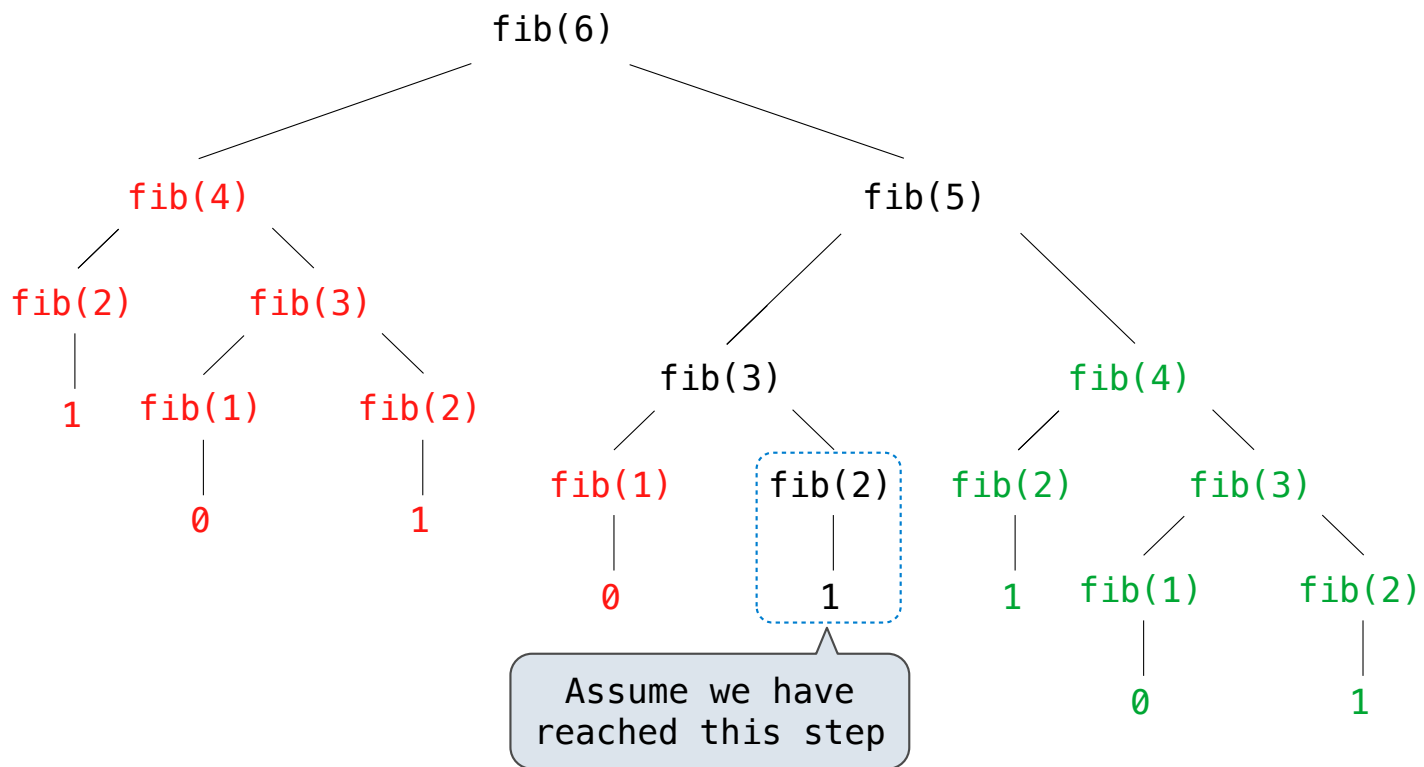 fib(6)
fib(4)
fib(5)
fib(2)
fib(3)
fib(3)
fib(4)
1
fib(1)
fib(2)
fib(1)
fib(2)
fib(2)
fib(3)
0
1
0
1
1
fib(1)
fib(2)
Assume we have
reached this step
0
1